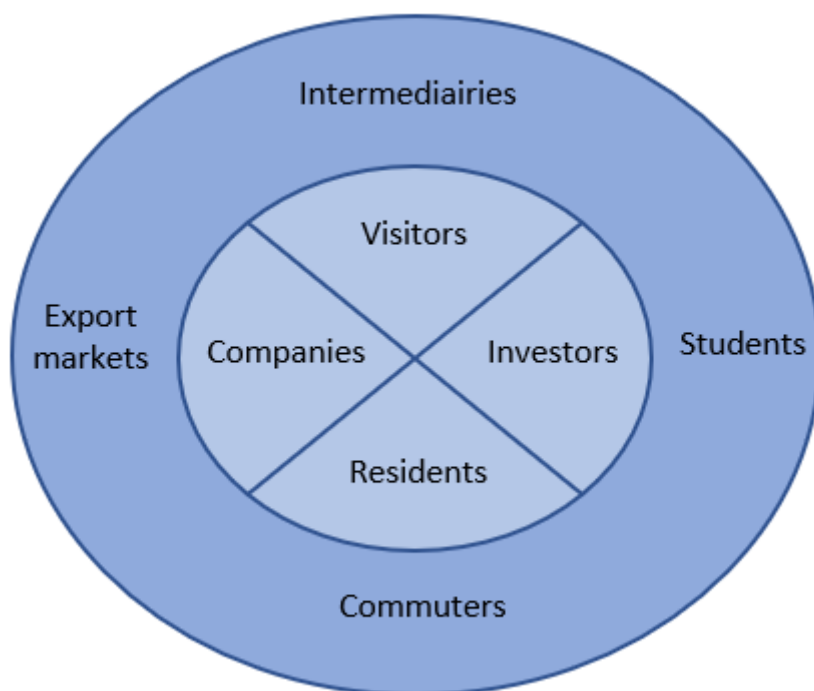 Intermediairies
Visitors
Export
markets
Companies
Investors
Students
Residents
Commuters